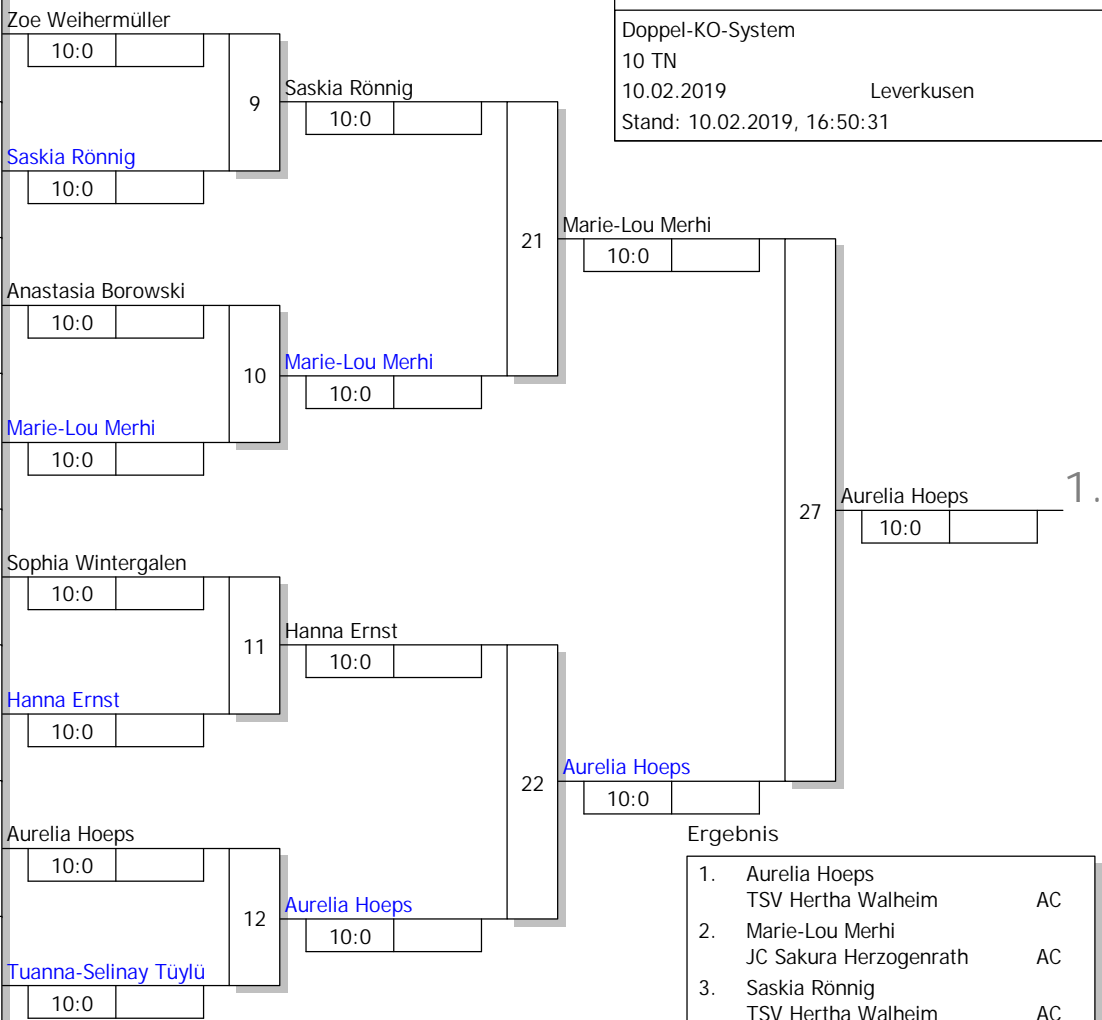 Zoe Weihermüller
10:0
9
Saskia Rönnig
10:0
Saskia Rönnig
10:0
Doppel-KO-System
10 TN
10.02.2019 Leverkusen
Stand: 10.02.2019, 16:50:31
21
Marie-Lou Merhi
10:0
Anastasia Borowski
10:0
10
Marie-Lou Merhi
10:0
Marie-Lou Merhi
10:0
27
Aurelia Hoeps
10:0
1.
Sophia Wintergalen
10:0
11
Hanna Ernst
10:0
Hanna Ernst
10:0
22
Aurelia Hoeps
10:0
Aurelia Hoeps
10:0
12
Aurelia Hoeps
10:0
Tuanna-Selinay Tüylü
10:0
Ergebnis
1. Aurelia Hoeps
TSV Hertha Walheim AC
2. Marie-Lou Merhi
JC Sakura Herzogenrath AC
3. Saskia Rönnig
TSV Hertha Walheim AC